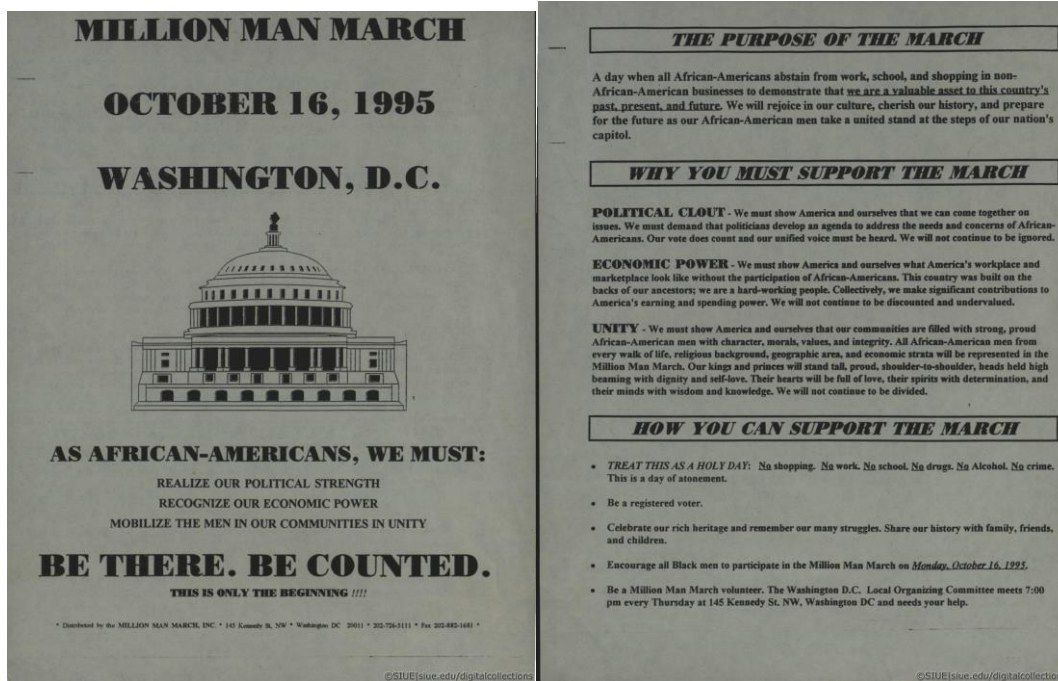 MILLION MAN MARCH
OCTOBER 16, 1995
WASHINGTON, D.C.
AS AFRICAN-AMERICANS, WE MUST:
REALIZE OUR POLITICAL STRENGTH
RECOGNIZE OUR ECONOMIC POWER
MOBILIZE THE MEN IN OUR COMMUNITIES IN UNITY
BE THERE. BE COUNTED.
THIS IS ONLY THE BEGINNING !!!!
* Distributed by the MILLION MAN MARCH, INC. * 145 Kennedy St, NW * Washington DC 20011 * 202-726-5111 * Fax 202-882-1681 *
©SIUE|siue.edu/digitalcollections
THE PURPOSE OF THE MARCH
A day when all African-Americans abstain from work, school, and shopping in non-
African-American businesses to demonstrate that we are a valuable asset to this country's
past, present, and future. We will rejoice in our culture, cherish our history, and prepare
for the future as our African-American men take a united stand at the steps of our nation's
capitol.
WHY YOU MUST SUPPORT THE MARCH
POLITICAL CLOUT - We must show America and ourselves that we can come together on
issues. We must demand that politicians develop an agenda to address the needs and concerns of African-
Americans. Our vote does count and our unified voice must be heard. We will not continue to be ignored.
ECONOMIC POWER - We must show America and ourselves what America's workplace and
marketplace look like without the participation of African-Americans. This country was built on the
backs of our ancestors; we are a hard-working people. Collectively, we make significant contributions to
America's earning and spending power. We will not continue to be discounted and undervalued.
UNITY - We must show America and ourselves that our communities are filled with strong, proud
African-American men with character, morals, values, and integrity. All African-American men from
every walk of life, religious background, geographic area, and economic strata will be represented in the
Million Man March. Our kings and princes will stand tall, proud, shoulder-to-shoulder, heads held high
beaming with dignity and self-love. Their hearts will be full of love, their spirits with determination, and
their minds with wisdom and knowledge. We will not continue to be divided.
HOW YOU CAN SUPPORT THE MARCH
• TREAT THIS AS A HOLY DAY: No shopping. No work. No school. No drugs. No Alcohol. No crime.
This is a day of atonement.
• Be a registered voter.
• Celebrate our rich heritage and remember our many struggles. Share our history with family, friends,
and children.
• Encourage all Black men to participate in the Million Man March on Monday, October 16, 1995.
• Be a Million Man March volunteer. The Washington D.C. Local Organizing Committee meets 7:00
pm every Thursday at 145 Kennedy St. NW, Washington DC and needs your help.
©SIUE|siue.edu/digitalcollectio